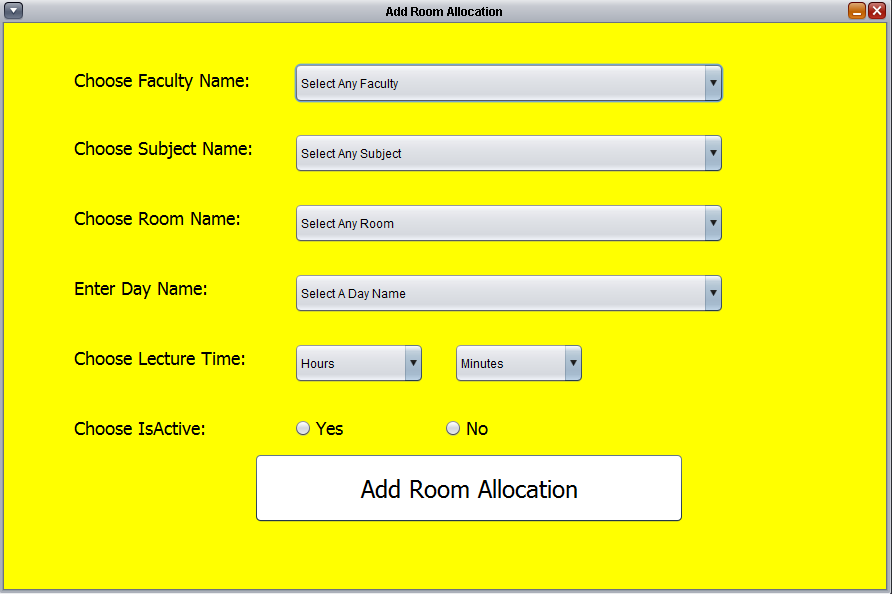 Add Room Allocation
Choose Faculty Name: Select Any Faculty
Choose Subject Name: Select Any Subject
Choose Room Name: Select Any Room
Enter Day Name: Select A Day Name
Choose Lecture Time: Hours Minutes
Choose IsActive: Yes No
Add Room Allocation